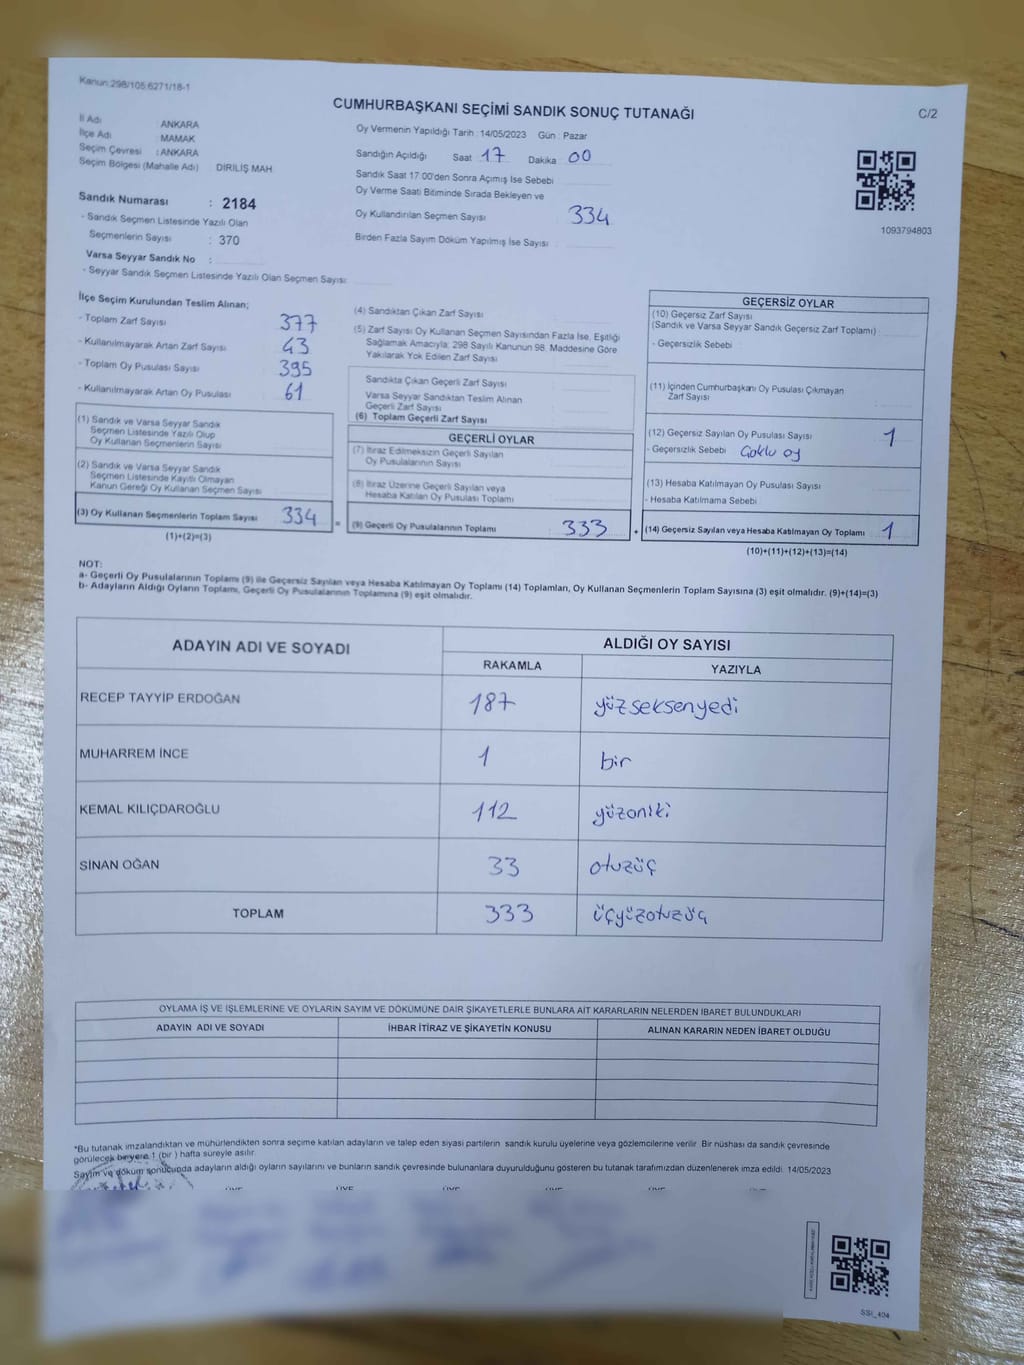 Kanun:298/105,6271/18-1
CUMHURBAŞKANI SEÇİMİ SANDIK SONUÇ TUTANAĞI
C/2
İl Adı : ANKARA
İlçe Adı : MAMAK
Seçim Çevresi : ANKARA
Seçim Bölgesi (Mahalle Adı) DİRİLİŞ MAH
Sandık Numarası : 2184
- Sandık Seçmen Listesinde Yazılı Olan
Seçmenlerin Sayısı : 370
Varsa Seyyar Sandık No :
- Seyyar Sandık Seçmen Listesinde Yazılı Olan Seçmen Sayısı:
Oy Vermenin Yapıldığı Tarih : 14/05/2023 Gün : Pazar
Sandığın Açıldığı Saat 17 Dakika 00
Sandık Saat 17:00'den Sonra Açımış İse Sebebi
Oy Verme Saati Bitiminde Sırada Bekleyen ve
Oy Kullandırılan Seçmen Sayısı 334
Birden Fazla Sayım Döküm Yapılmış İse Sayısı
1093794803
İlçe Seçim Kurulundan Teslim Alınan;
- Toplam Zarf Sayısı 377
- Kullanılmayarak Artan Zarf Sayısı 43
- Toplam Oy Pusulası Sayısı 395
- Kullanılmayarak Artan Oy Pusulası 61
(1) Sandık ve Varsa Seyyar Sandık
Seçmen Listesinde Yazılı Olup
Oy Kullanan Seçmenlerin Sayısı
(2) Sandık ve Varsa Seyyar Sandık
Seçmen Listesinde Kayıtlı Olmayan
Kanun Gereği Oy Kullanan Seçmen Sayısı
(3) Oy Kullanan Seçmenlerin Toplam Sayısı 334 =
(1)+(2)=(3)
(4) Sandıktan Çıkan Zarf Sayısı
(5) Zarf Sayısı Oy Kullanan Seçmen Sayısından Fazla İse, Eşitliği
Sağlamak Amacıyla; 298 Sayılı Kanunun 98. Maddesine Göre
Yakılarak Yok Edilen Zarf Sayısı
Sandıkta Çıkan Geçerli Zarf Sayısı
Varsa Seyyar Sandıktan Teslim Alınan
Geçerli Zarf Sayısı
(6) Toplam Geçerli Zarf Sayısı
GEÇERLİ OYLAR
(7) İtiraz Edilmeksizin Geçerli Sayılan
Oy Pusulalarının Sayısı
(8) İtiraz Üzerine Geçerli Sayılan veya
Hesaba Katılan Oy Pusulası Toplamı
(9) Geçerli Oy Pusulalarının Toplamı 333 +
GEÇERSİZ OYLAR
(10) Geçersiz Zarf Sayısı
(Sandık ve Varsa Seyyar Sandık Geçersiz Zarf Toplamı)
- Geçersizlik Sebebi
(11) İçinden Cumhurbaşkanı Oy Pusulası Çıkmayan
Zarf Sayısı
(12) Geçersiz Sayılan Oy Pusulası Sayısı 1
- Geçersizlik Sebebi Çoklu oy
(13) Hesaba Katılmayan Oy Pusulası Sayısı
- Hesaba Katılmama Sebebi
(14) Geçersiz Sayılan veya Hesaba Katılmayan Oy Toplamı 1
(10)+(11)+(12)+(13)=(14)
NOT:
a- Geçerli Oy Pusulalarının Toplamı (9) ile Geçersiz Sayılan veya Hesaba Katılmayan Oy Toplamı (14) Toplamları, Oy Kullanan Seçmenlerin Toplam Sayısına (3) eşit olmalıdır. (9)+(14)=(3)
b- Adayların Aldığı Oyların Toplamı, Geçerli Oy Pusulalarının Toplamına (9) eşit olmalıdır.
ADAYIN ADI VE SOYADI
ALDIĞI OY SAYISI
RAKAMLA YAZIYLA
RECEP TAYYİP ERDOĞAN 187 yüzseksenyedi
MUHARREM İNCE 1 bir
KEMAL KILIÇDAROĞLU 112 yüzoniki
SİNAN OĞAN 33 otuzüç
TOPLAM 333 üçyüzotuzüç
OYLAMA İŞ VE İŞLEMLERİNE VE OYLARIN SAYIM VE DÖKÜMÜNE DAİR ŞİKAYETLERLE BUNLARA AİT KARARLARIN NELERDEN İBARET BULUNDUKLARI
ADAYIN ADI VE SOYADI İHBAR İTİRAZ VE ŞİKAYETİN KONUSU ALINAN KARARIN NEDEN İBARET OLDUĞU
*Bu tutanak imzalandıktan ve mühürlendikten sonra seçime katılan adayların ve talep eden siyasi partilerin sandık kurulu üyelerine veya gözlemcilerine verilir. Bir nüshası da sandık çevresinde
görülecek biryere 1 (bir ) hafta süreyle asılır.
Sayım ve döküm sonucunda adayların aldığı oyların sayılarını ve bunların sandık çevresinde bulunanlara duyurulduğunu gösteren bu tutanak tarafımızdan düzenlenerek imza edildi. 14/05/2023
SSI_404